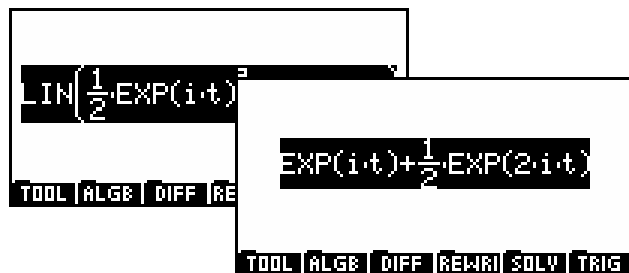 LIN(1/2·EXP(i·t)
TOOL ALGB DIFF RE
EXP(i·t)+1/2·EXP(2·i·t)
TOOL ALGB DIFF REWRI SOLV TRIG